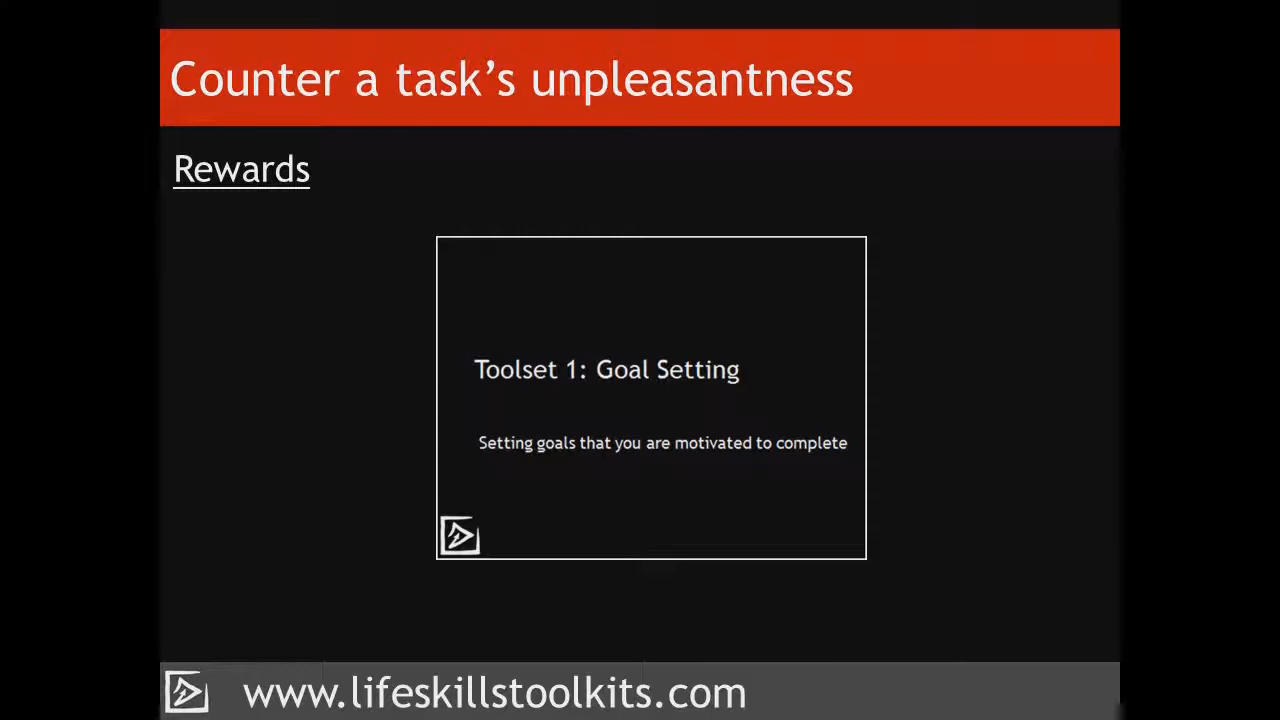 Counter a task’s unpleasantness
Rewards
Toolset 1: Goal Setting
Setting goals that you are motivated to complete
www.lifeskillstoolkits.com